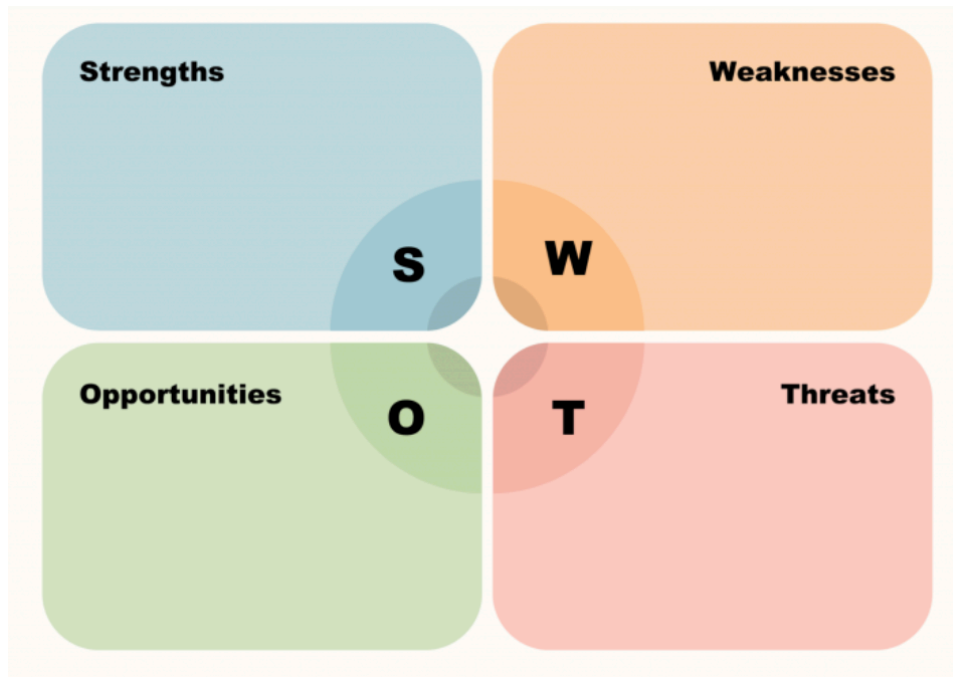 Strengths
Weaknesses
S
W
Opportunities
Threats
O
T